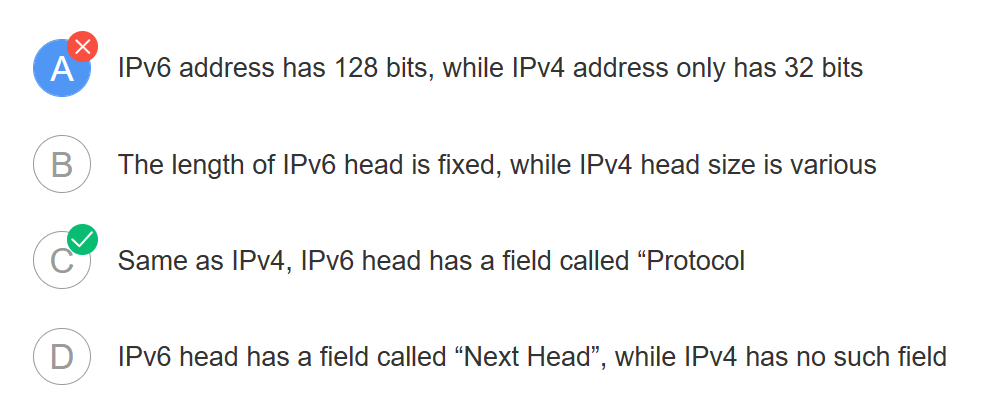 A IPv6 address has 128 bits, while IPv4 address only has 32 bits
B The length of IPv6 head is fixed, while IPv4 head size is various
C Same as IPv4, IPv6 head has a field called “Protocol
D IPv6 head has a field called “Next Head”, while IPv4 has no such field